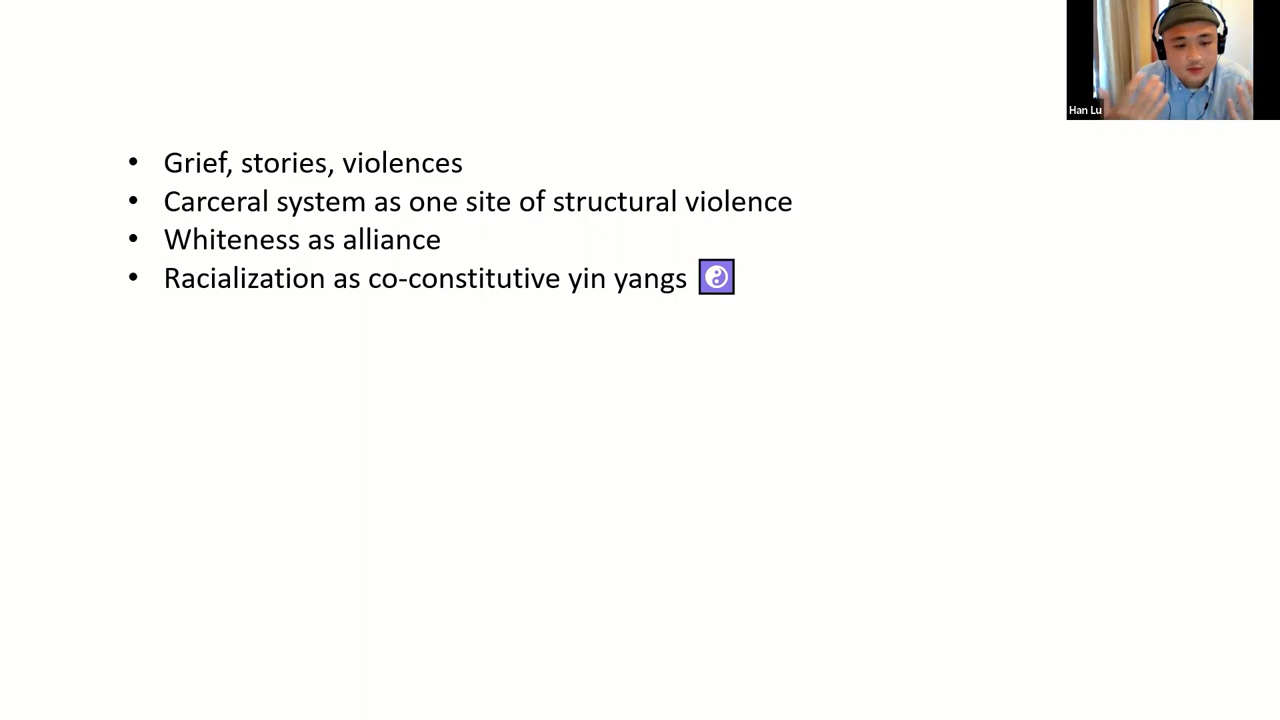 • Grief, stories, violences
• Carceral system as one site of structural violence
• Whiteness as alliance
• Racialization as co-constitutive yin yangs ☯
Han Lu